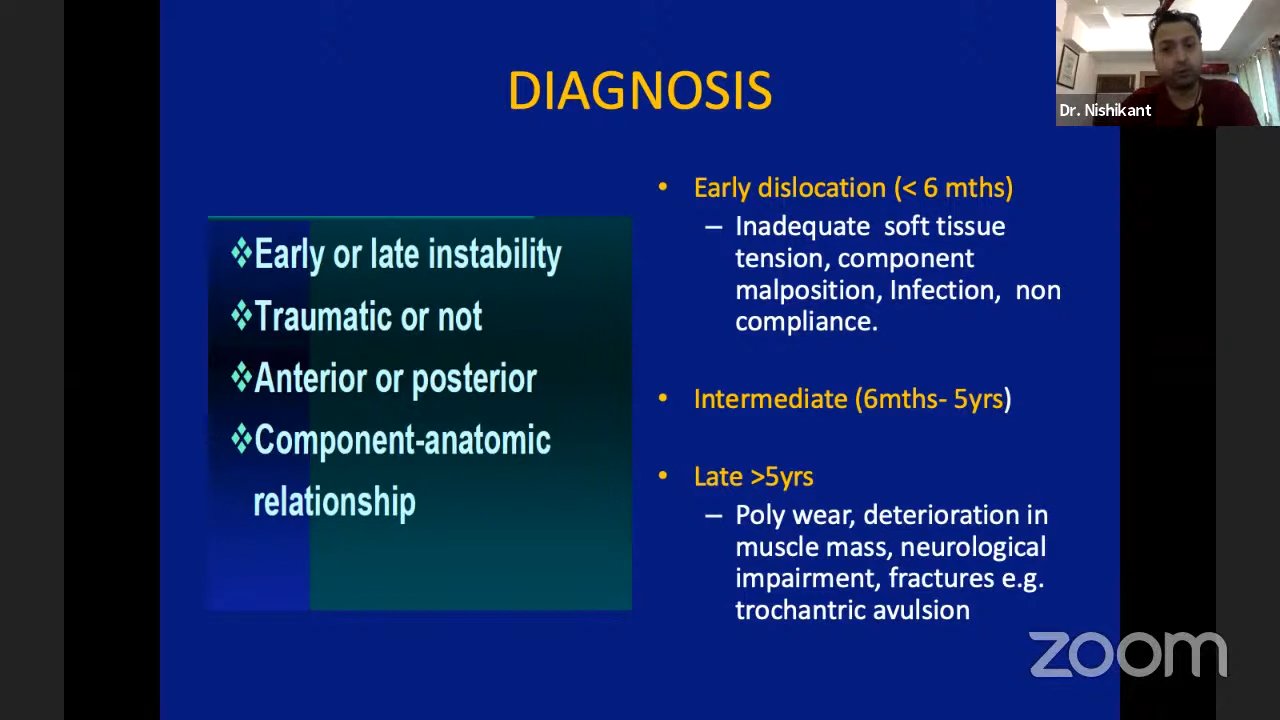 DIAGNOSIS
Dr. Nishikant
❖Early or late instability
❖Traumatic or not
❖Anterior or posterior
❖Component-anatomic
relationship
• Early dislocation (< 6 mths)
– Inadequate soft tissue
tension, component
malposition, Infection, non
compliance.
• Intermediate (6mths- 5yrs)
• Late >5yrs
– Poly wear, deterioration in
muscle mass, neurological
impairment, fractures e.g.
trochantric avulsion
zoom